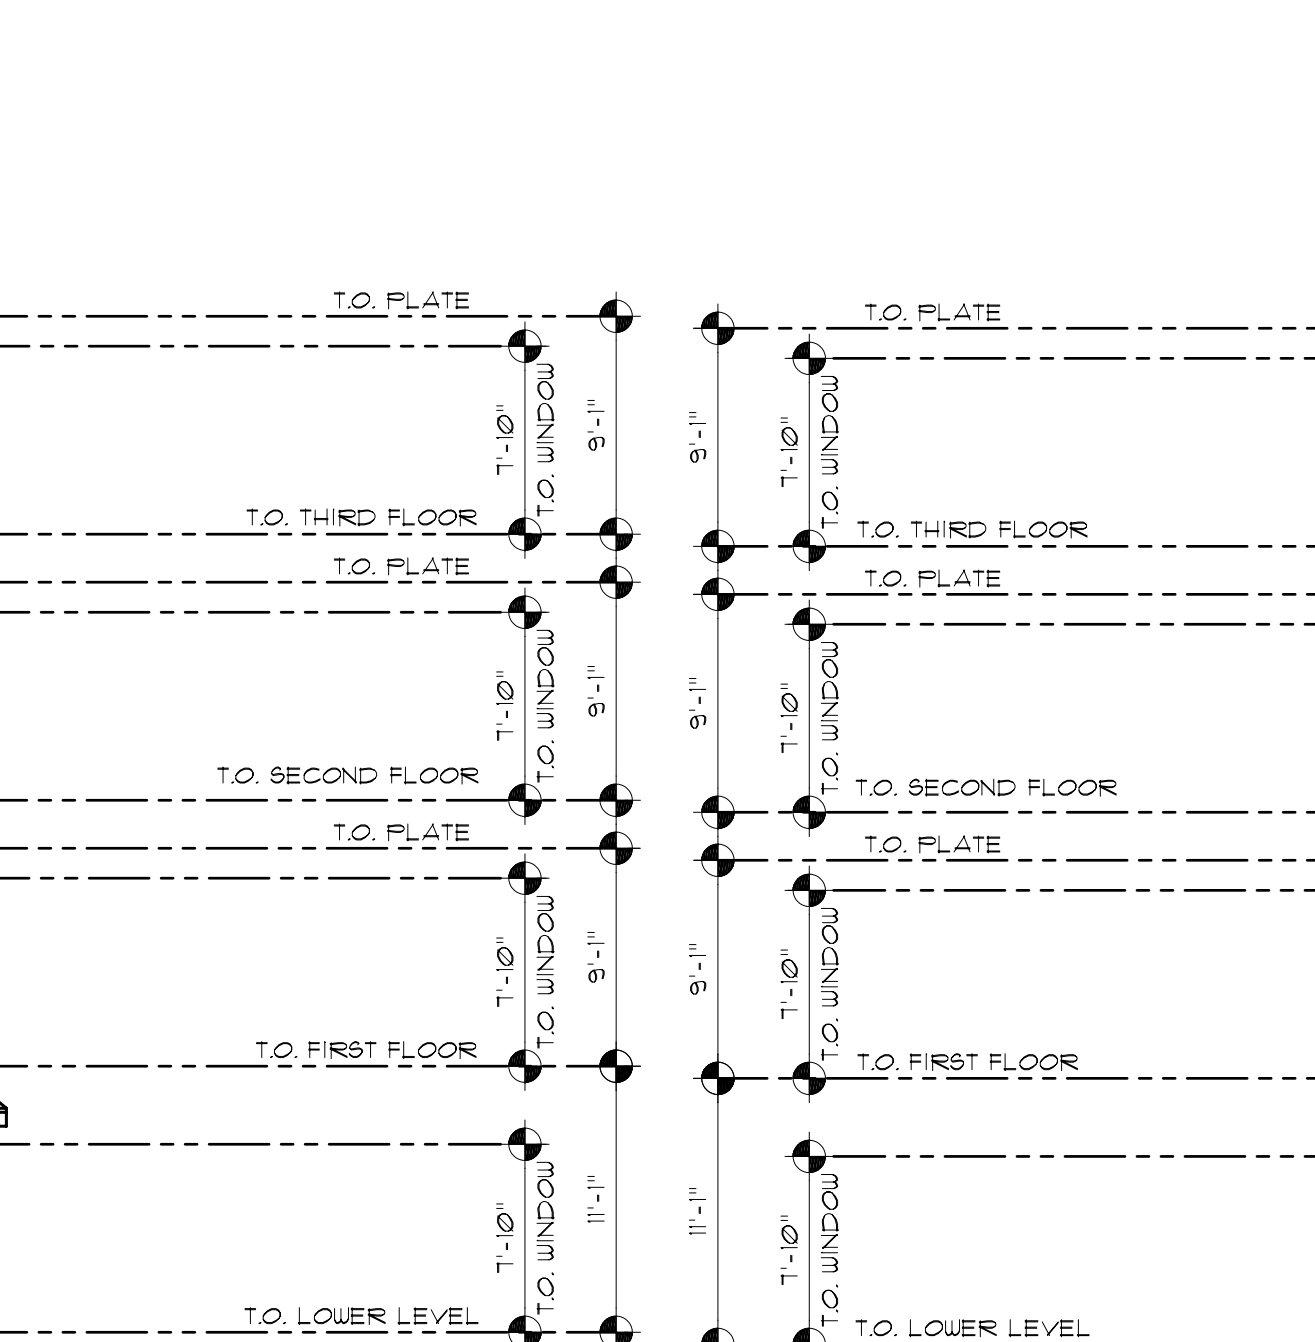 T.O. PLATE
T.O. PLATE
7'-10"
T.O. WINDOW
9'-1"
9'-1"
7'-10"
T.O. WINDOW
T.O. THIRD FLOOR
T.O. THIRD FLOOR
T.O. PLATE
T.O. PLATE
7'-10"
T.O. WINDOW
9'-1"
9'-1"
7'-10"
T.O. WINDOW
T.O. SECOND FLOOR
T.O. SECOND FLOOR
T.O. PLATE
T.O. PLATE
7'-10"
T.O. WINDOW
9'-1"
9'-1"
7'-10"
T.O. WINDOW
T.O. FIRST FLOOR
T.O. FIRST FLOOR
7'-10"
T.O. WINDOW
11'-1"
11'-1"
7'-10"
T.O. WINDOW
T.O. LOWER LEVEL
T.O. LOWER LEVEL